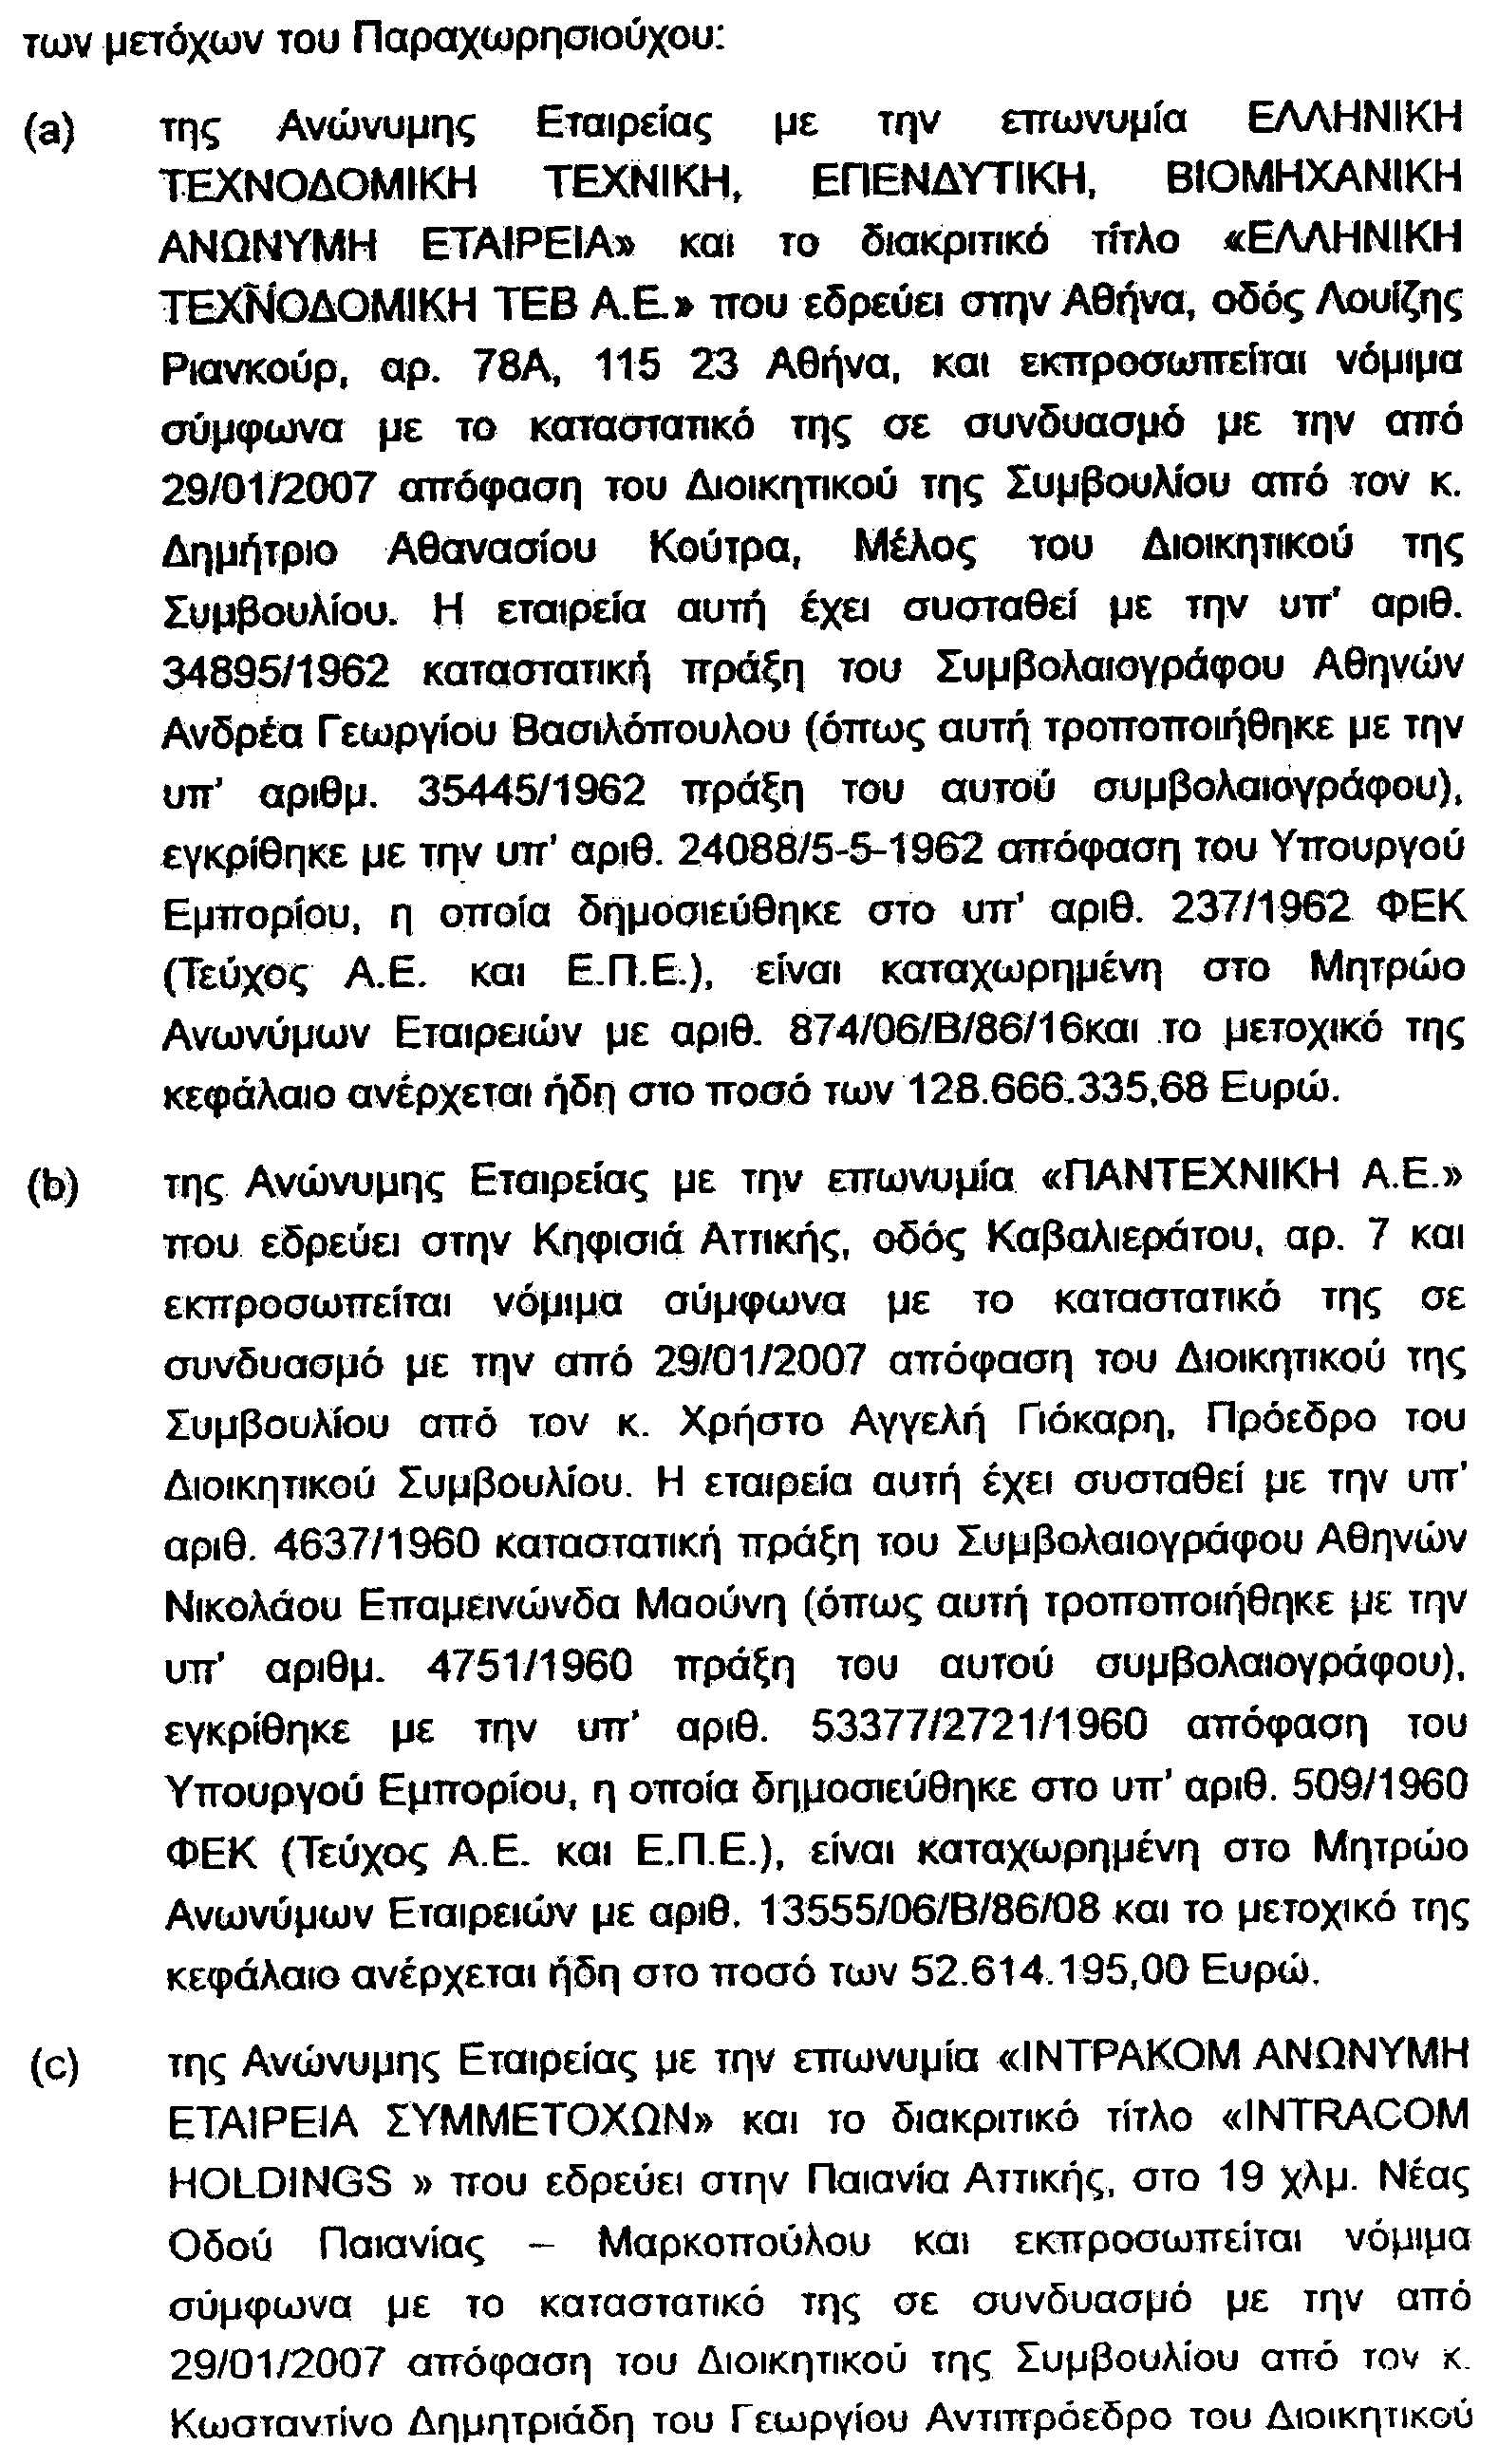 των μετόχων του Παραχωρησιούχου:
(a) της Ανώνυμης Εταιρείας με την επωνυμία ΕΛΛΗΝΙΚΗ
ΤΕΧΝΟΔΟΜΙΚΗ ΤΕΧΝΙΚΗ, ΕΠΕΝΔΥΤΙΚΗ, ΒΙΟΜΗΧΑΝΙΚΗ
ΑΝΩΝΥΜΗ ΕΤΑΙΡΕΙΑ» και το διακριτικό τίτλο «ΕΛΛΗΝΙΚΗ
ΤΕΧΝΟΔΟΜΙΚΗ ΤΕΒ Α.Ε.» που εδρεύει στην Αθήνα, οδός Λουίζης
Ριανκούρ, αρ. 78Α, 115 23 Αθήνα, και εκπροσωπείται νόμιμα
σύμφωνα με το καταστατικό της σε συνδυασμό με την από
29/01/2007 απόφαση του Διοικητικού της Συμβουλίου από τον κ.
Δημήτριο Αθανασίου Κούτρα, Μέλος του Διοικητικού της
Συμβουλίου. Η εταιρεία αυτή έχει συσταθεί με την υπ' αριθ.
34895/1962 καταστατική πράξη του Συμβολαιογράφου Αθηνών
Ανδρέα Γεωργίου Βασιλόπουλου (όπως αυτή τροποποιήθηκε με την
υπ' αριθμ. 35445/1962 πράξη του αυτού συμβολαιογράφου),
εγκρίθηκε με την υπ' αριθ. 24088/5-5-1962 απόφαση του Υπουργού
Εμπορίου, η οποία δημοσιεύθηκε στο υπ' αριθ. 237/1962 ΦΕΚ
(Τεύχος Α.Ε. και Ε.Π.Ε.), είναι καταχωρημένη στο Μητρώο
Ανωνύμων Εταιρειών με αριθ. 874/06/Β/86/16και το μετοχικό της
κεφάλαιο ανέρχεται ήδη στο ποσό των 128.666.335,68 Ευρώ.
(b) της Ανώνυμης Εταιρείας με την επωνυμία «ΠΑΝΤΕΧΝΙΚΗ Α.Ε.»
που εδρεύει στην Κηφισιά Αττικής, οδός Καβαλιεράτου, αρ. 7 και
εκπροσωπείται νόμιμα σύμφωνα με το καταστατικό της σε
συνδυασμό με την από 29/01/2007 απόφαση του Διοικητικού της
Συμβουλίου από τον κ. Χρήστο Αγγελή Γιόκαρη, Πρόεδρο του
Διοικητικού Συμβουλίου. Η εταιρεία αυτή έχει συσταθεί με την υπ'
αριθ. 4637/1960 καταστατική πράξη του Συμβολαιογράφου Αθηνών
Νικολάου Επαμεινώνδα Μαούνη (όπως αυτή τροποποιήθηκε με την
υπ' αριθμ. 4751/1960 πράξη του αυτού συμβολαιογράφου),
εγκρίθηκε με την υπ' αριθ. 53377/2721/1960 απόφαση του
Υπουργού Εμπορίου, η οποία δημοσιεύθηκε στο υπ' αριθ. 509/1960
ΦΕΚ (Τεύχος Α.Ε. και Ε.Π.Ε.), είναι καταχωρημένη στο Μητρώο
Ανωνύμων Εταιρειών με αριθ. 13555/06/Β/86/08 και το μετοχικό της
κεφάλαιο ανέρχεται ήδη στο ποσό των 52.614.195,00 Ευρώ.
(c) της Ανώνυμης Εταιρείας με την επωνυμία «ΙΝΤΡΑΚΟΜ ΑΝΩΝΥΜΗ
ΕΤΑΙΡΕΙΑ ΣΥΜΜΕΤΟΧΩΝ» και το διακριτικό τίτλο «INTRACOM
HOLDINGS » που εδρεύει στην Παιανία Αττικής, στο 19 χλμ. Νέας
Οδού Παιανίας – Μαρκοπούλου και εκπροσωπείται νόμιμα
σύμφωνα με το καταστατικό της σε συνδυασμό με την από
29/01/2007 απόφαση του Διοικητικού της Συμβουλίου από τον κ.
Κωσταντίνο Δημητριάδη του Γεωργίου Αντιπρόεδρο του Διοικητικού